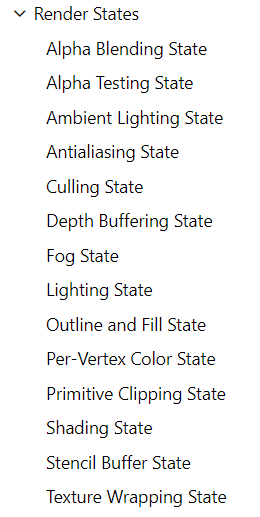 Render States
Alpha Blending State
Alpha Testing State
Ambient Lighting State
Antialiasing State
Culling State
Depth Buffering State
Fog State
Lighting State
Outline and Fill State
Per-Vertex Color State
Primitive Clipping State
Shading State
Stencil Buffer State
Texture Wrapping State